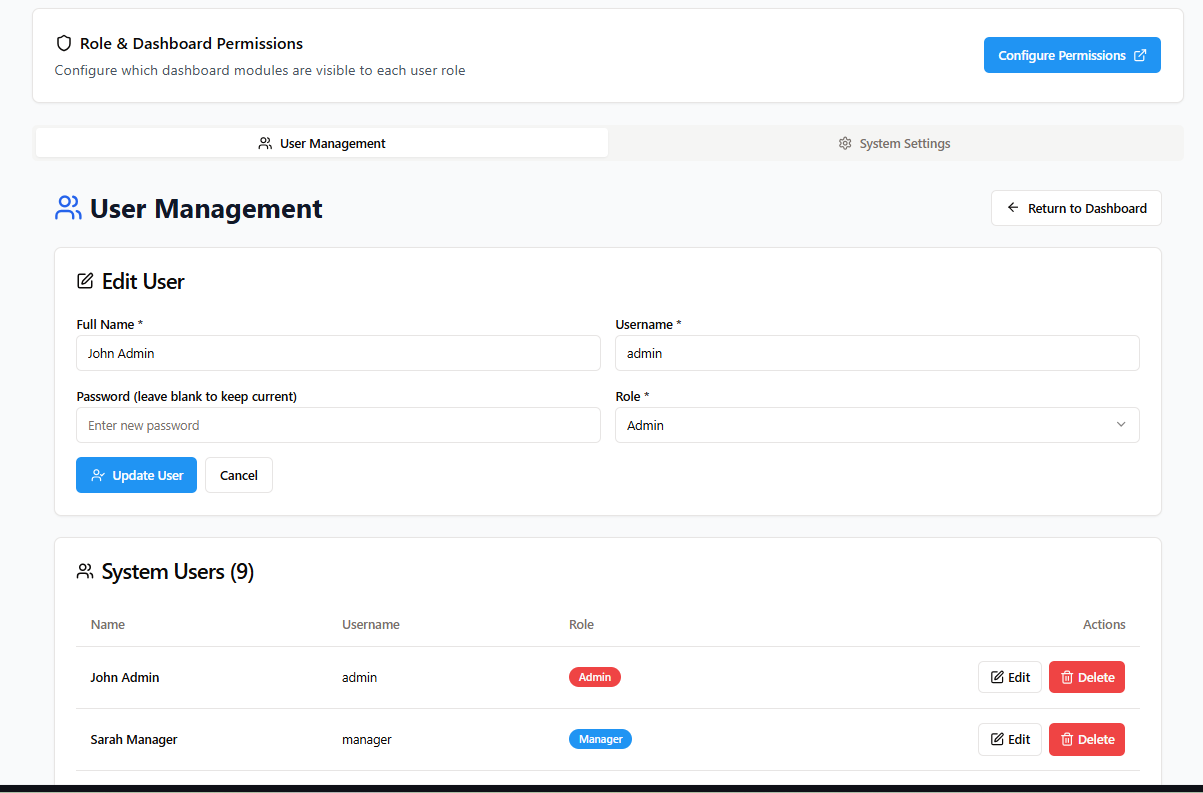 Role & Dashboard Permissions
Configure which dashboard modules are visible to each user role
Configure Permissions
User Management
System Settings
User Management
Return to Dashboard
Edit User
Full Name *
Username *
John Admin
admin
Password (leave blank to keep current)
Role *
Enter new password
Admin
Update User
Cancel
System Users (9)
Name Username Role Actions
John Admin admin Admin Edit Delete
Sarah Manager manager Manager Edit Delete